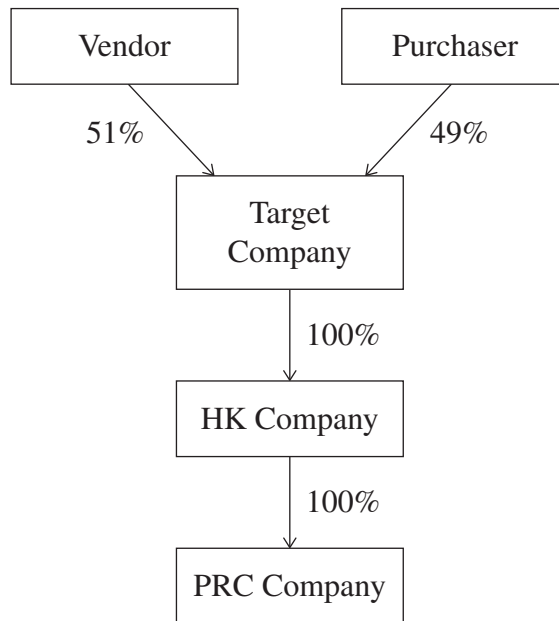 Vendor
Purchaser
51%
49%
Target
Company
100%
HK Company
100%
PRC Company